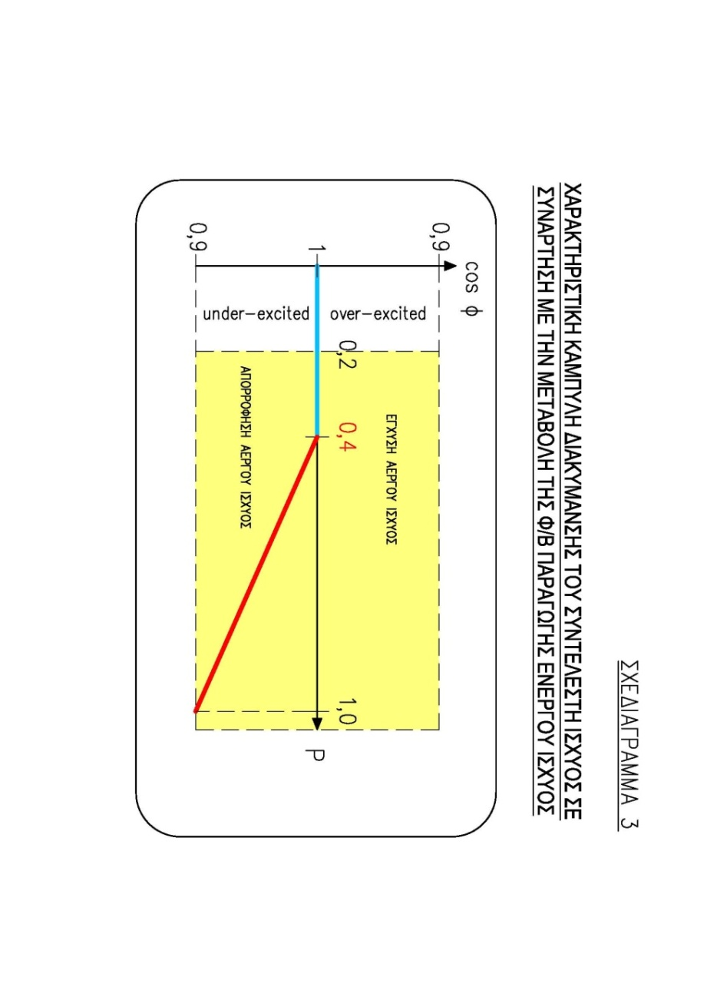 ΣΧΕΔΙΑΓΡΑΜΜΑ 3
ΧΑΡΑΚΤΗΡΙΣΤΙΚΗ ΚΑΜΠΥΛΗ ΔΙΑΚΥΜΑΝΣΗΣ ΤΟΥ ΣΥΝΤΕΛΕΣΤΗ ΙΣΧΥΟΣ ΣΕ
ΣΥΝΑΡΤΗΣΗ ΜΕ ΤΗΝ ΜΕΤΑΒΟΛΗ ΤΗΣ Φ/Β ΠΑΡΑΓΩΓΗΣ ΕΝΕΡΓΟΥ ΙΣΧΥΟΣ
cos φ
0,9
over-excited
ΕΓΧΥΣΗ ΑΕΡΓΟΥ ΙΣΧΥΟΣ
0,2
0,4
1,0
1
P
under-excited
ΑΠΟΡΡΟΦΗΣΗ ΑΕΡΓΟΥ ΙΣΧΥΟΣ
0,9